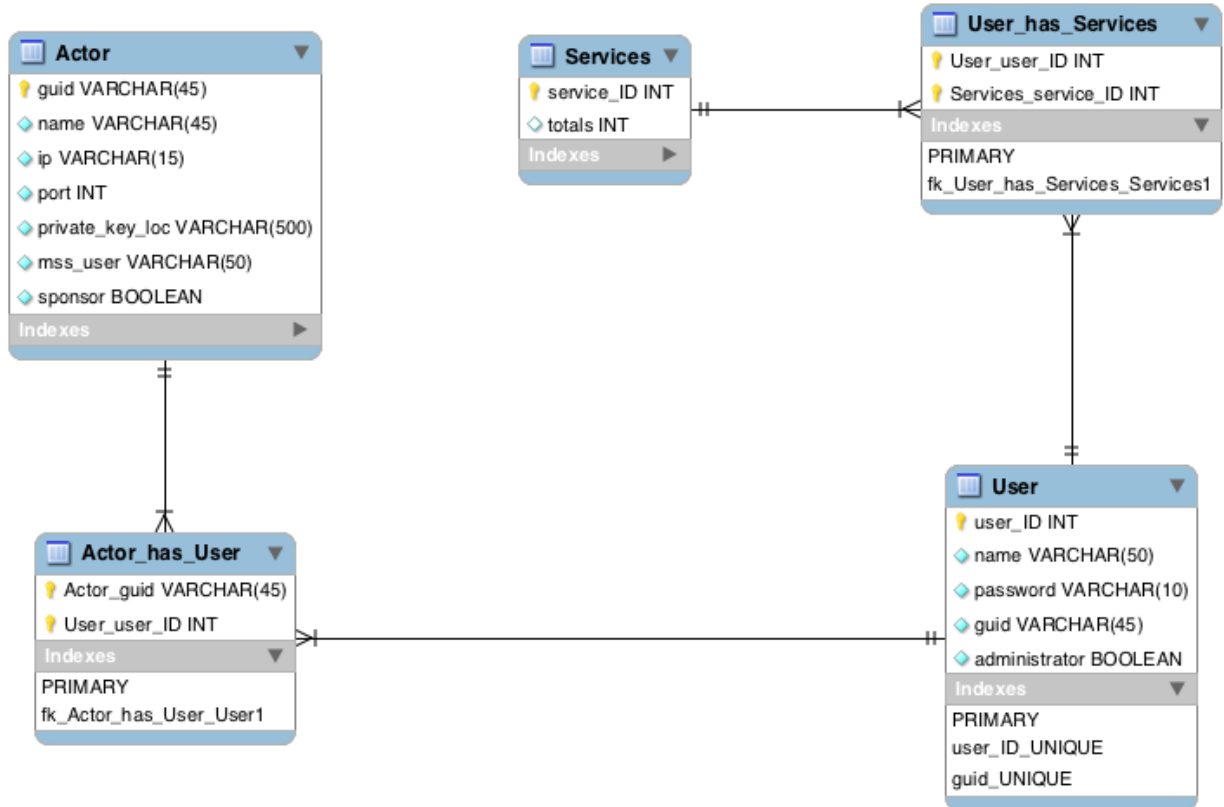 Actor
guid VARCHAR(45)
name VARCHAR(45)
ip VARCHAR(15)
port INT
private_key_loc VARCHAR(500)
mss_user VARCHAR(50)
sponsor BOOLEAN
Indexes
Services
service_ID INT
totals INT
Indexes
User_has_Services
User_user_ID INT
Services_service_ID INT
Indexes
PRIMARY
fk_User_has_Services_Services1
Actor_has_User
Actor_guid VARCHAR(45)
User_user_ID INT
Indexes
PRIMARY
fk_Actor_has_User_User1
User
user_ID INT
name VARCHAR(50)
password VARCHAR(10)
guid VARCHAR(45)
administrator BOOLEAN
Indexes
PRIMARY
user_ID_UNIQUE
guid_UNIQUE